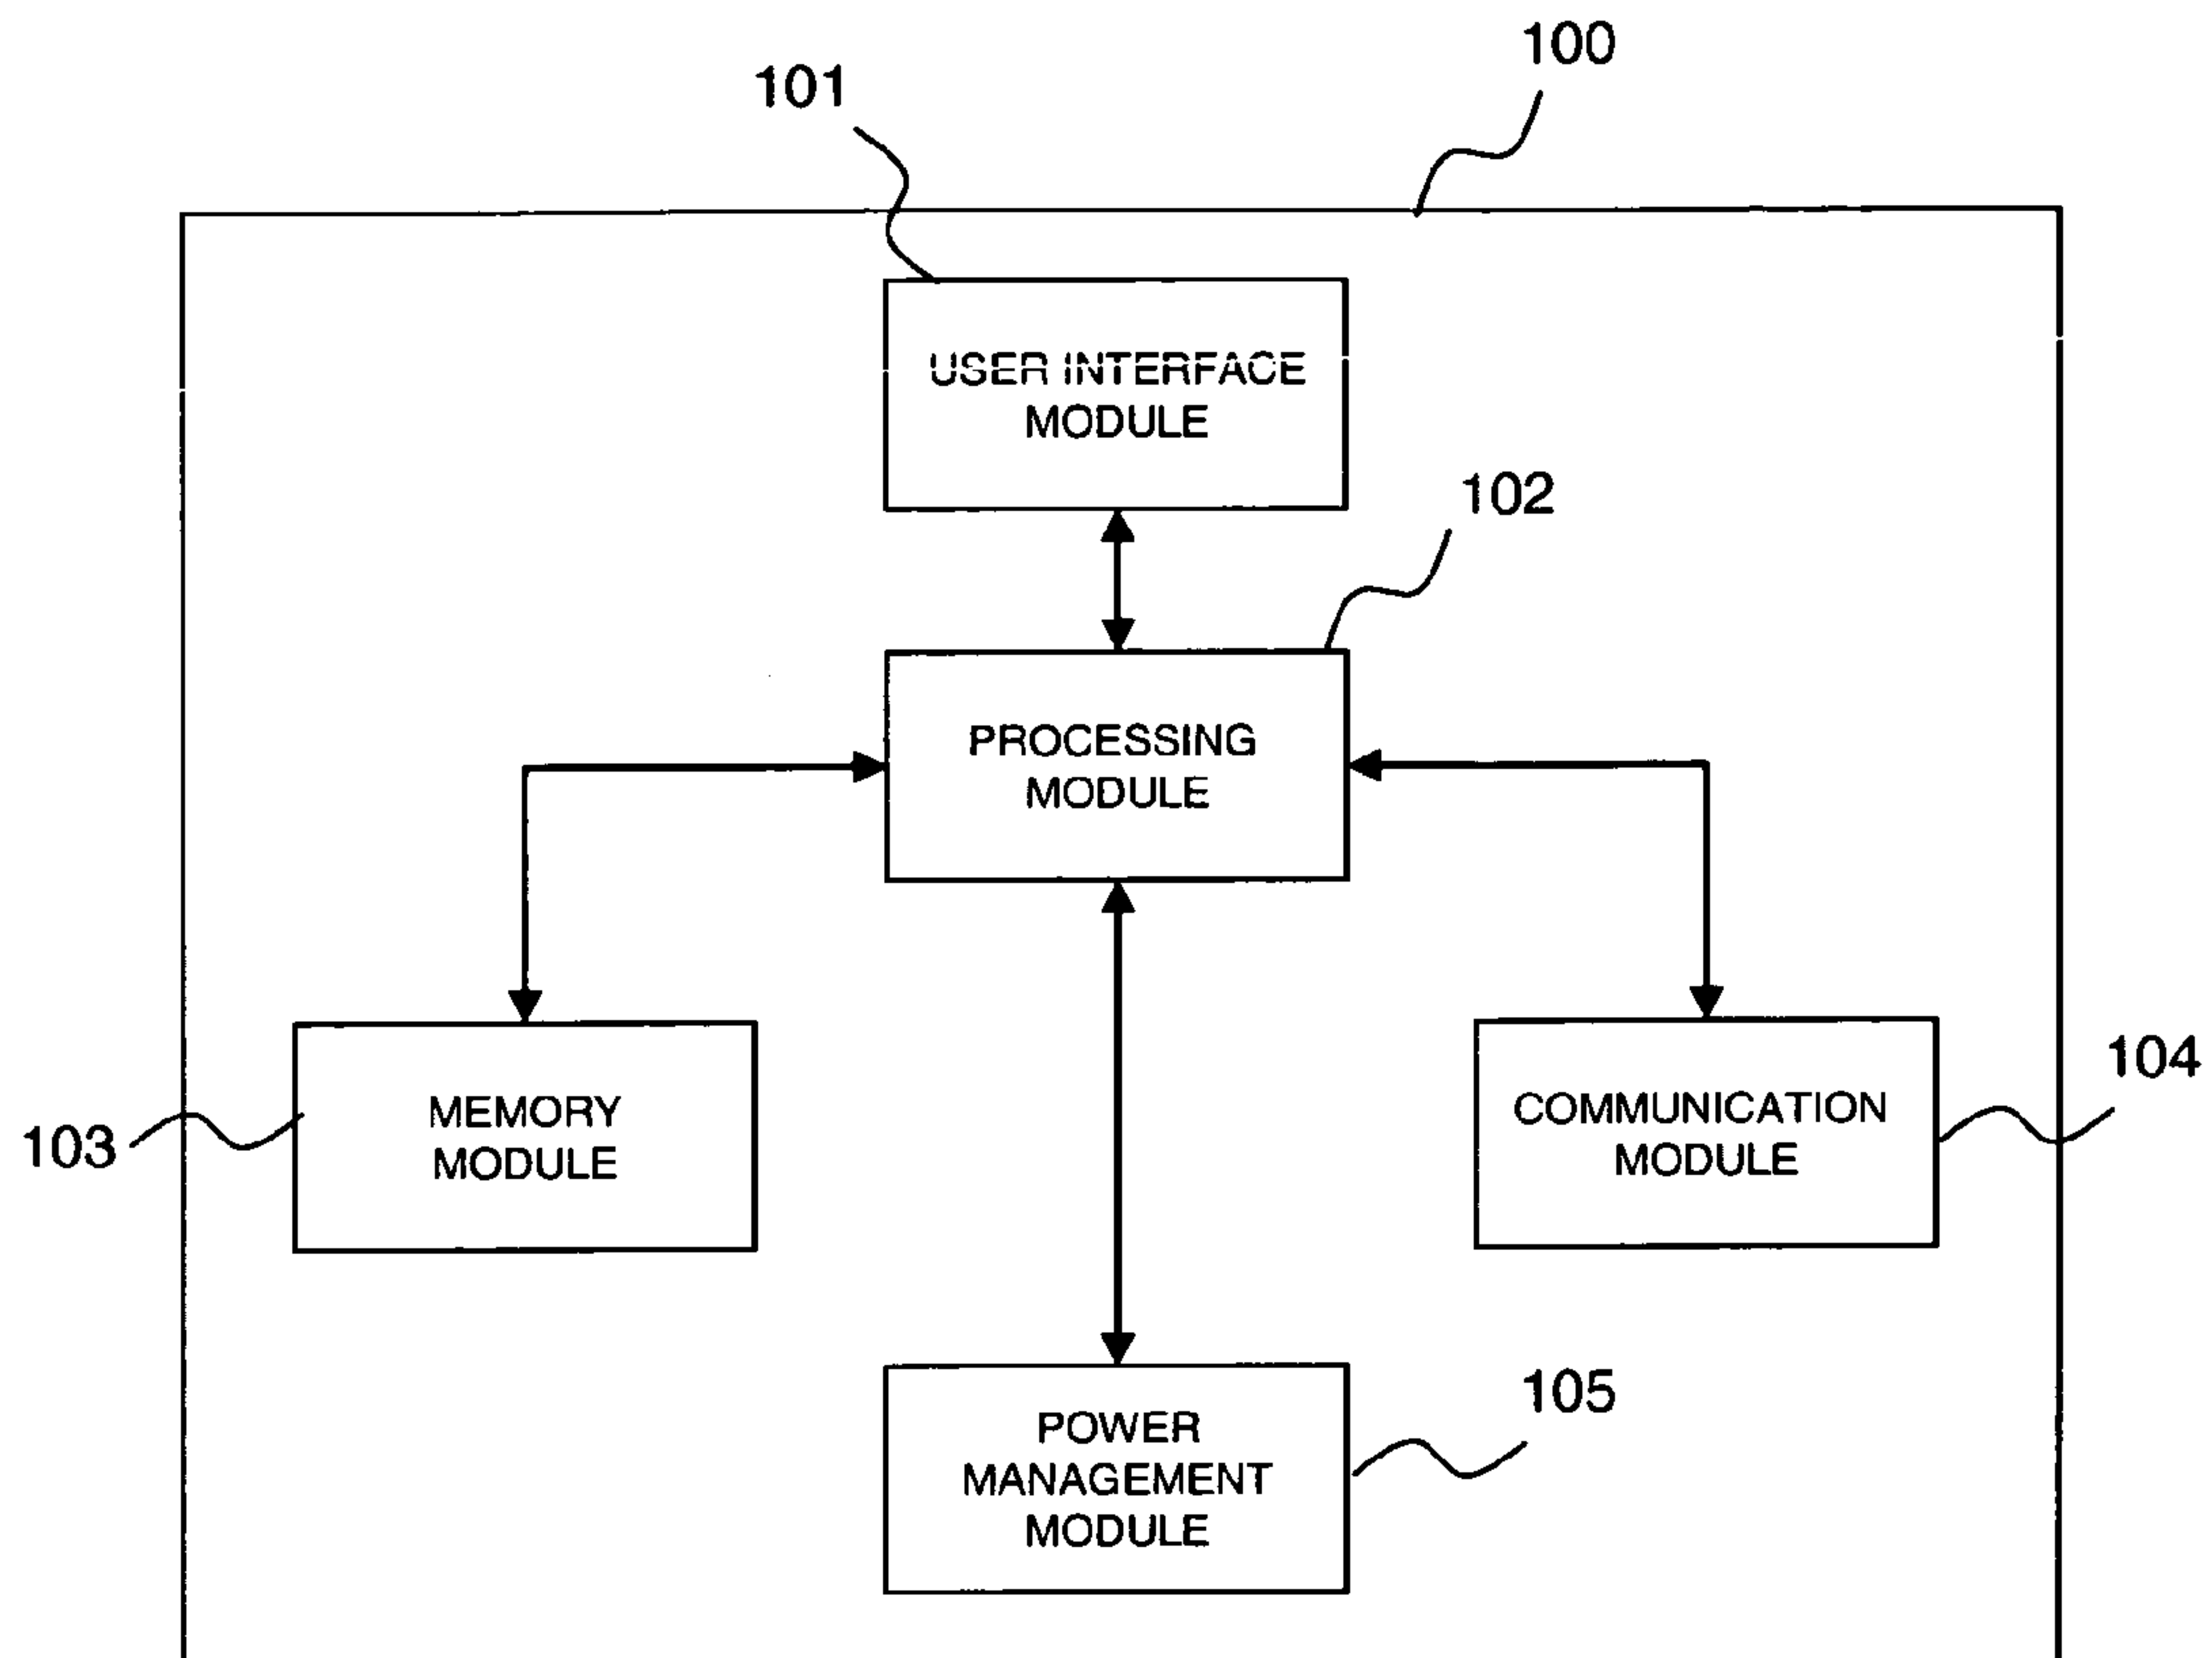 100
101
USER INTERFACE
MODULE
102
PROCESSING
MODULE
MEMORY
MODULE
103
COMMUNICATION
MODULE
104
POWER
MANAGEMENT
MODULE
105